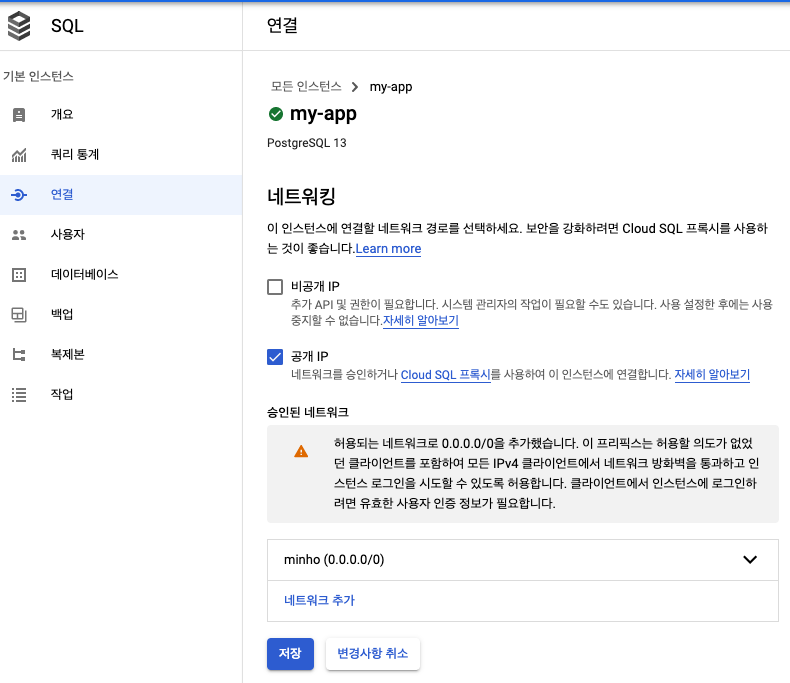 SQL
연결
기본 인스턴스
개요
쿼리 통계
연결
사용자
데이터베이스
백업
복제본
작업
모든 인스턴스 > my-app
my-app
PostgreSQL 13
네트워킹
이 인스턴스에 연결할 네트워크 경로를 선택하세요. 보안을 강화하려면 Cloud SQL 프록시를 사용하
는 것이 좋습니다.Learn more
비공개 IP
추가 API 및 권한이 필요합니다. 시스템 관리자의 작업이 필요할 수도 있습니다. 사용 설정한 후에는 사용
중지할 수 없습니다.자세히 알아보기
공개 IP
네트워크를 승인하거나 Cloud SQL 프록시를 사용하여 이 인스턴스에 연결합니다. 자세히 알아보기
승인된 네트워크
허용되는 네트워크로 0.0.0.0/0을 추가했습니다. 이 프리픽스는 허용할 의도가 없었
던 클라이언트를 포함하여 모든 IPv4 클라이언트에서 네트워크 방화벽을 통과하고 인
스턴스 로그인을 시도할 수 있도록 허용합니다. 클라이언트에서 인스턴스에 로그인하
려면 유효한 사용자 인증 정보가 필요합니다.
minho (0.0.0.0/0)
네트워크 추가
저장
변경사항 취소